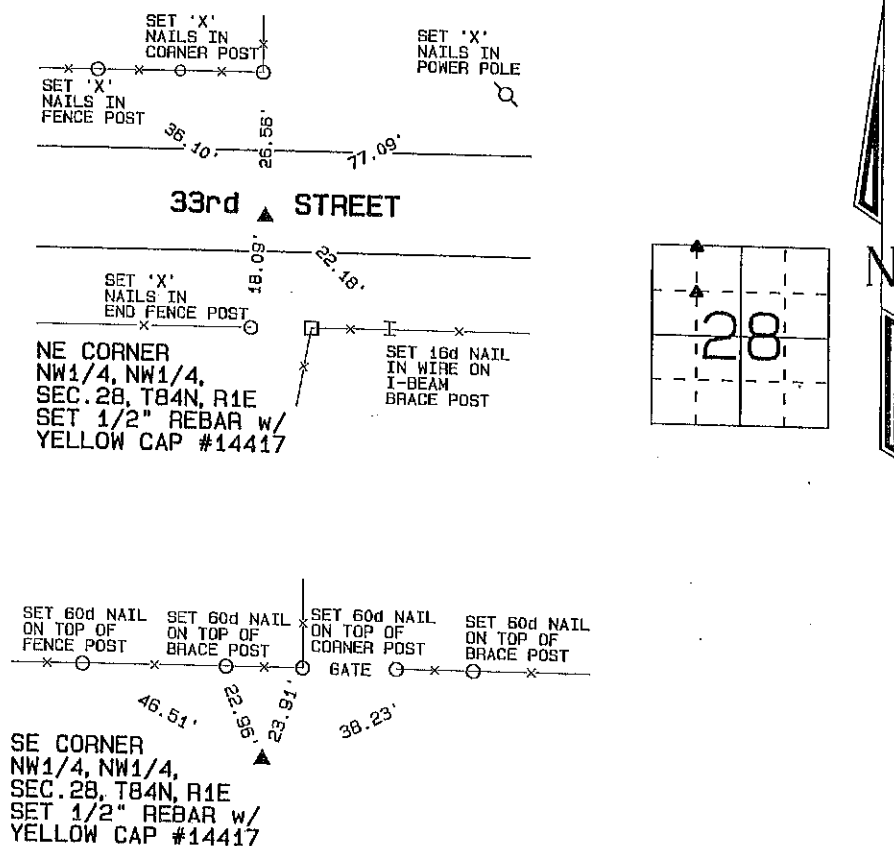 SET 'X'
NAILS IN
CORNER POST
SET 'X'
NAILS IN
POWER POLE
SET 'X'
NAILS IN
FENCE POST
36.10'
26.56'
77.09'
33rd STREET
18.09'
22.18'
SET 'X'
NAILS IN
END FENCE POST
NE CORNER
NW1/4, NW1/4,
SEC.28, T84N, R1E
SET 1/2" REBAR w/
YELLOW CAP #14417
SET 16d NAIL
IN WIRE ON
I-BEAM
BRACE POST
28
N
SET 60d NAIL
ON TOP OF
FENCE POST
SET 60d NAIL
ON TOP OF
BRACE POST
SET 60d NAIL
ON TOP OF
CORNER POST
SET 60d NAIL
ON TOP OF
BRACE POST
GATE
46.51'
22.96'
23.91'
38.23'
SE CORNER
NW1/4, NW1/4,
SEC.28, T84N, R1E
SET 1/2" REBAR w/
YELLOW CAP #14417